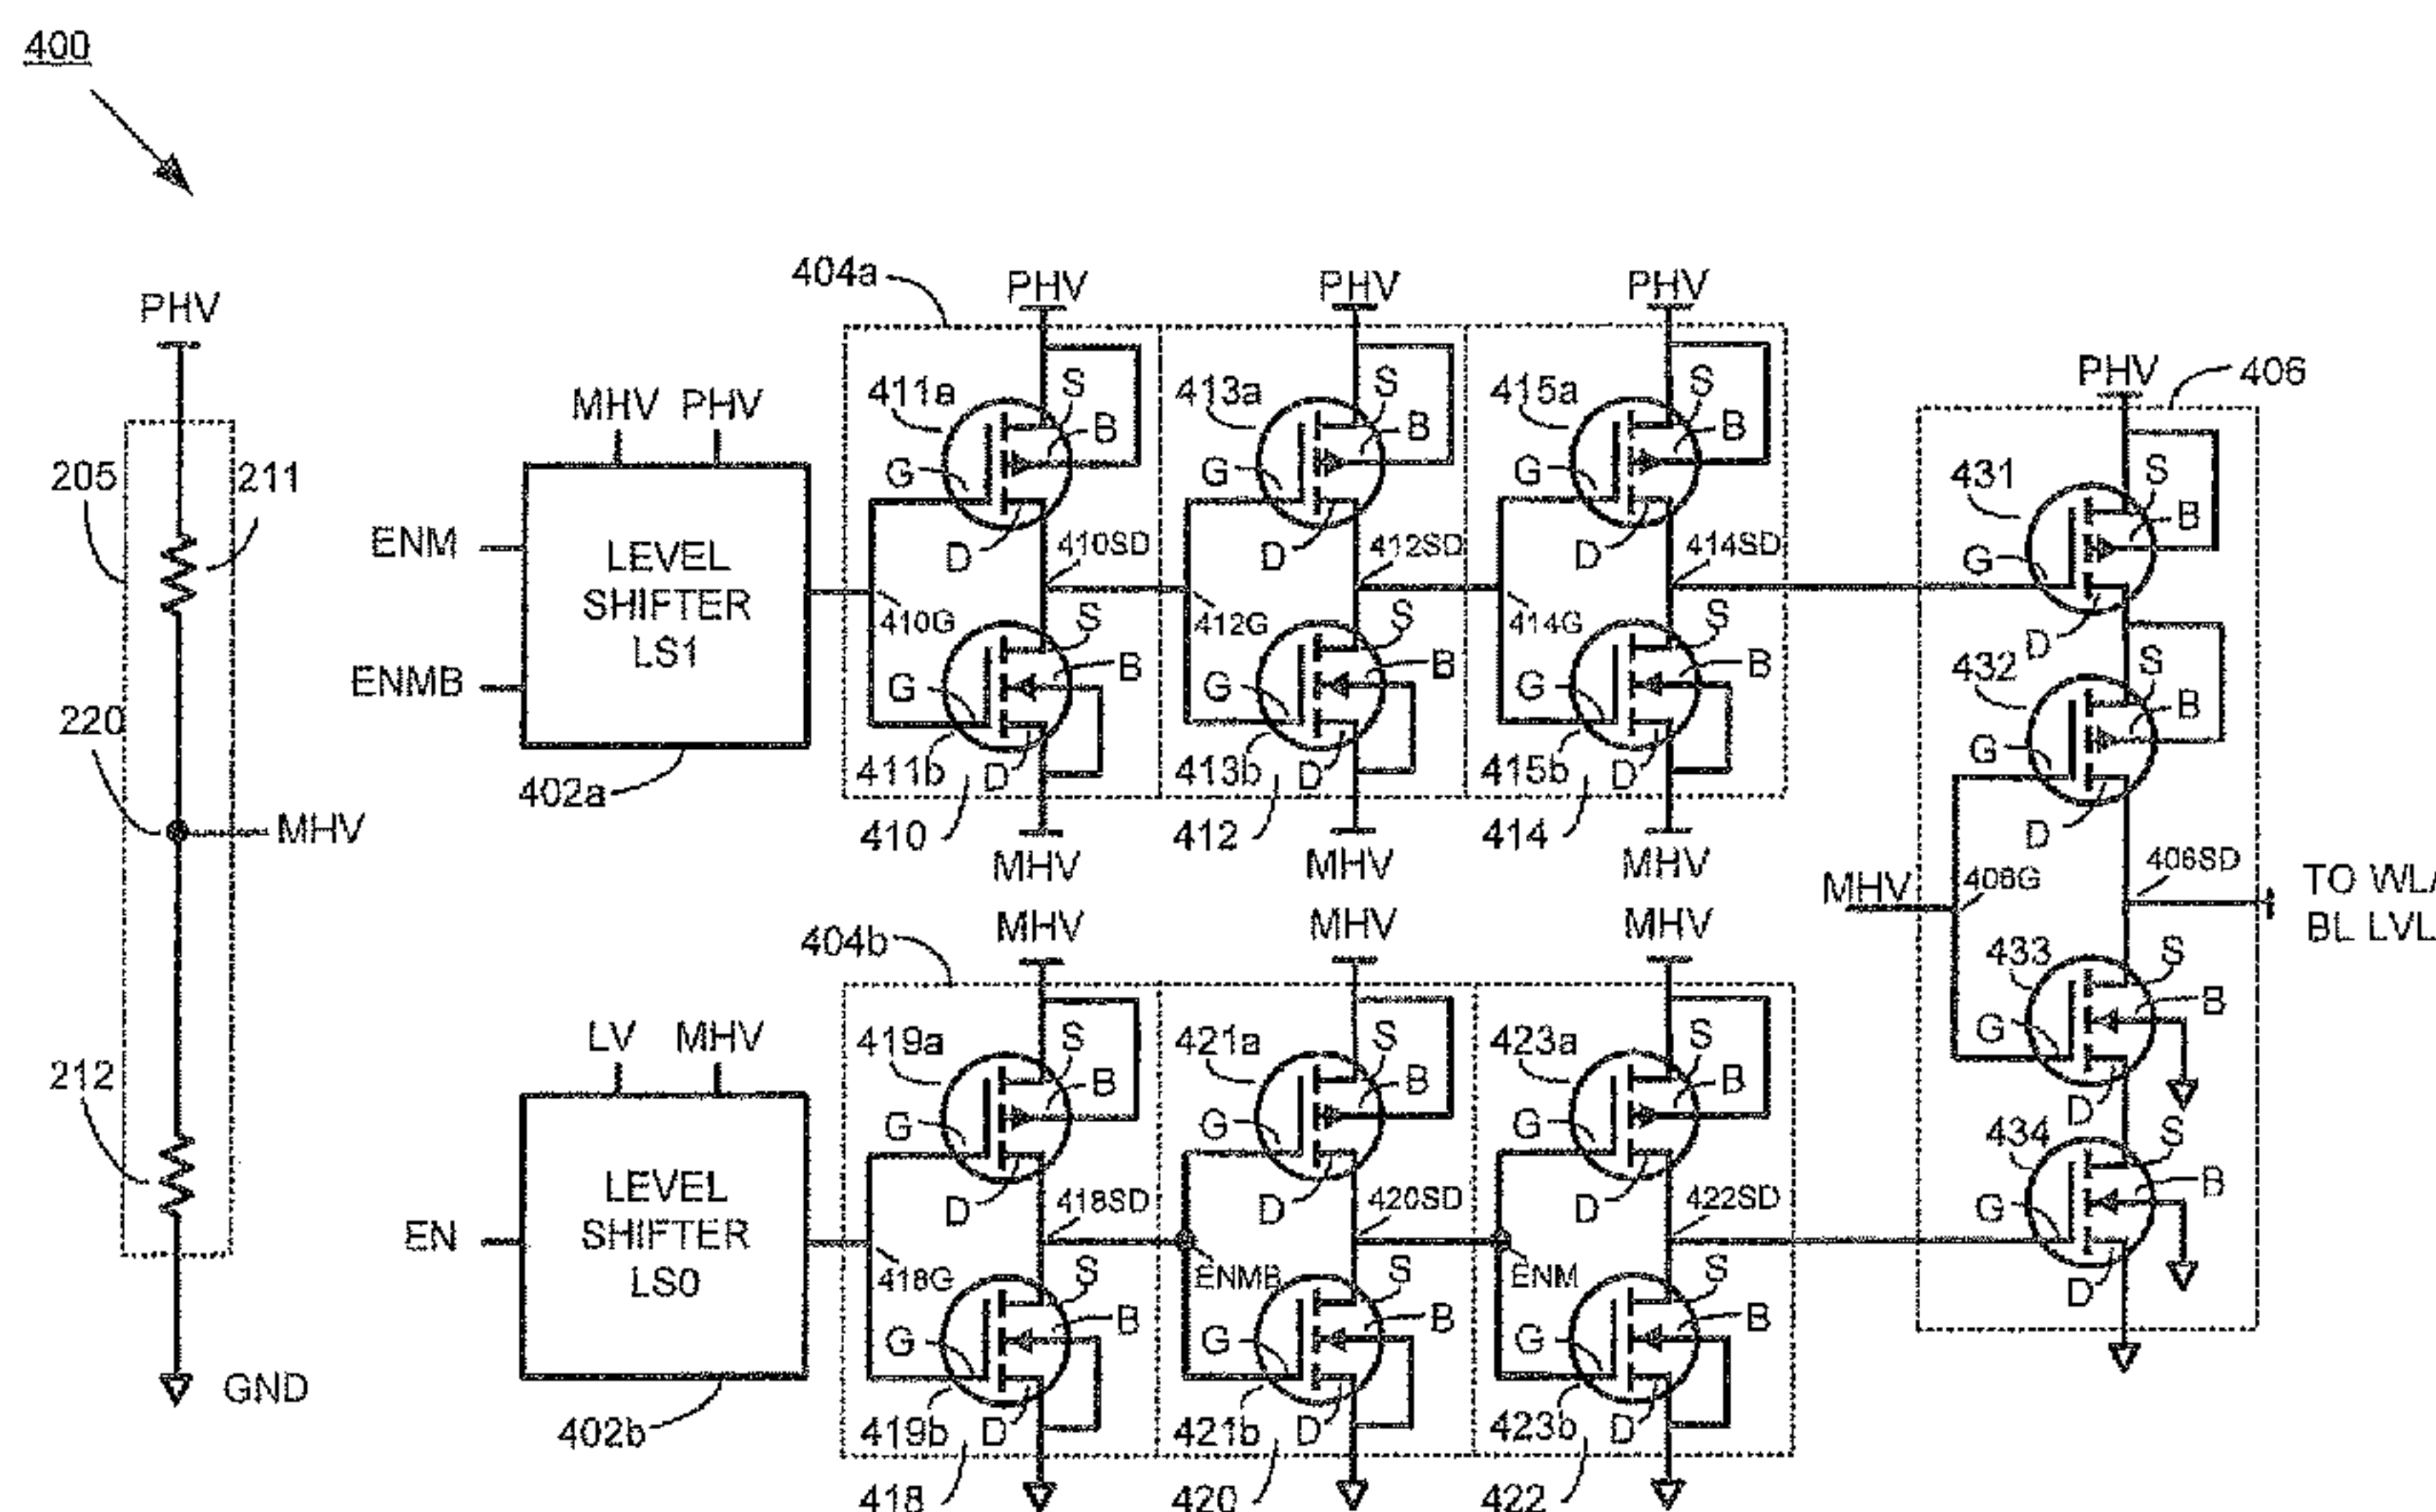 400
PHV
205
211
220
MHV
212
GND
MHV PHV
ENM
ENMB
LEVEL
SHIFTER
LS1
402a
LV MHV
EN
LEVEL
SHIFTER
LS0
402b
404a
PHV
411a
S
B
G
D
410SD
410G
S
B
G
411b
D
410
MHV
PHV
413a
S
B
G
D
412SD
412G
S
B
G
413b
D
412
MHV
PHV
415a
S
B
G
D
414SD
414G
S
B
G
415b
D
414
MHV
404b
MHV
419a
S
B
G
D
418SD
418G
S
B
G
419b
D
418
MHV
421a
S
B
G
D
420SD
ENMB
S
B
G
421b
D
420
MHV
423a
S
B
G
D
422SD
ENM
S
B
G
423b
D
422
PHV
406
431
S
B
G
D
432
S
B
G
D
MHV
406G
406SD
TO WL/
BL LVL
433
S
B
G
D
434
S
B
G
D